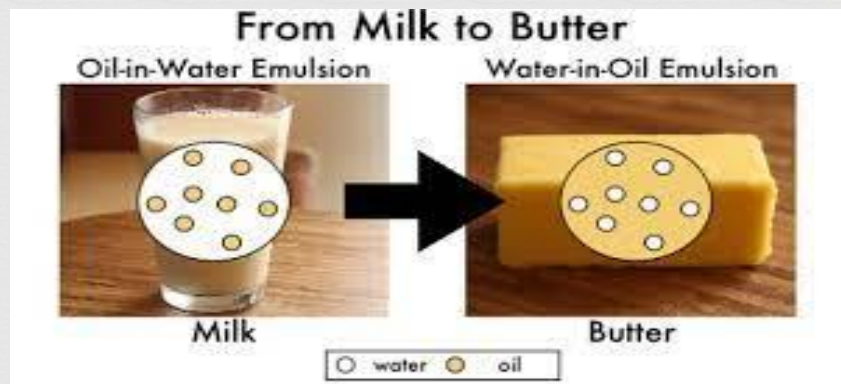 From Milk to Butter
Oil-in-Water Emulsion
Water-in-Oil Emulsion
Milk
Butter
water oil